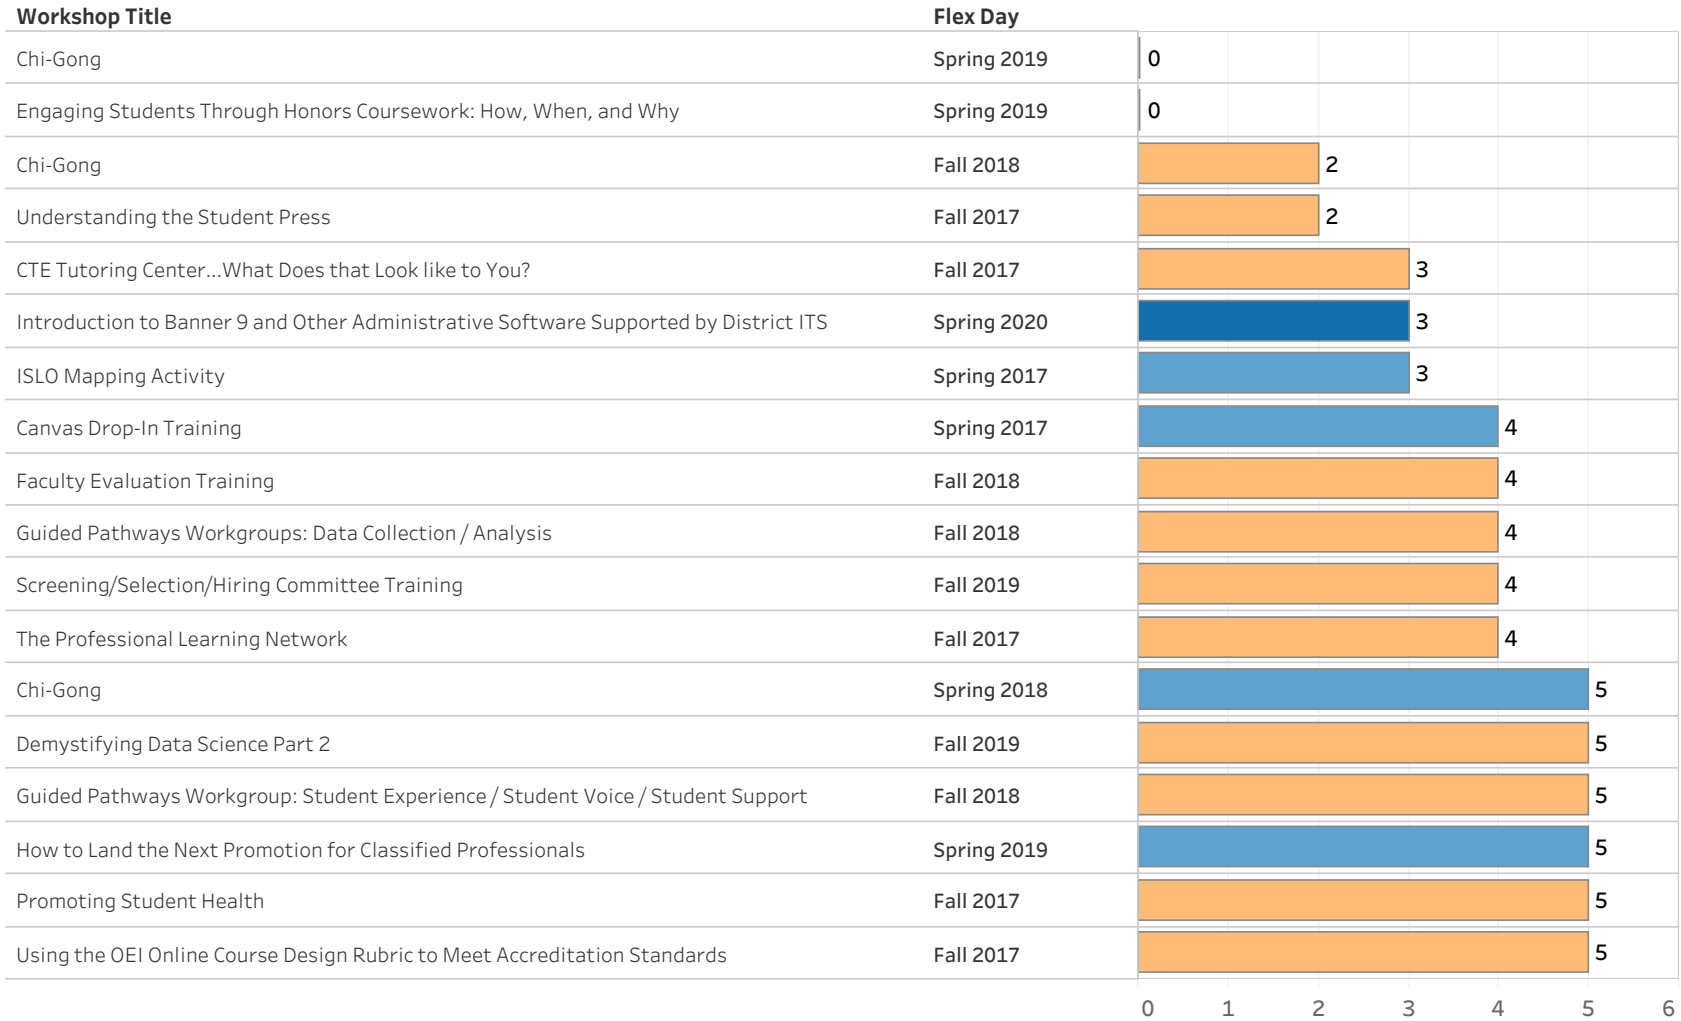 Workshop Title Flex Day
Chi-Gong Spring 2019 0
Engaging Students Through Honors Coursework: How, When, and Why Spring 2019 0
Chi-Gong Fall 2018 2
Understanding the Student Press Fall 2017 2
CTE Tutoring Center...What Does that Look like to You? Fall 2017 3
Introduction to Banner 9 and Other Administrative Software Supported by District ITS Spring 2020 3
ISLO Mapping Activity Spring 2017 3
Canvas Drop-In Training Spring 2017 4
Faculty Evaluation Training Fall 2018 4
Guided Pathways Workgroups: Data Collection / Analysis Fall 2018 4
Screening/Selection/Hiring Committee Training Fall 2019 4
The Professional Learning Network Fall 2017 4
Chi-Gong Spring 2018 5
Demystifying Data Science Part 2 Fall 2019 5
Guided Pathways Workgroup: Student Experience / Student Voice / Student Support Fall 2018 5
How to Land the Next Promotion for Classified Professionals Spring 2019 5
Promoting Student Health Fall 2017 5
Using the OEI Online Course Design Rubric to Meet Accreditation Standards Fall 2017 5
0 1 2 3 4 5 6